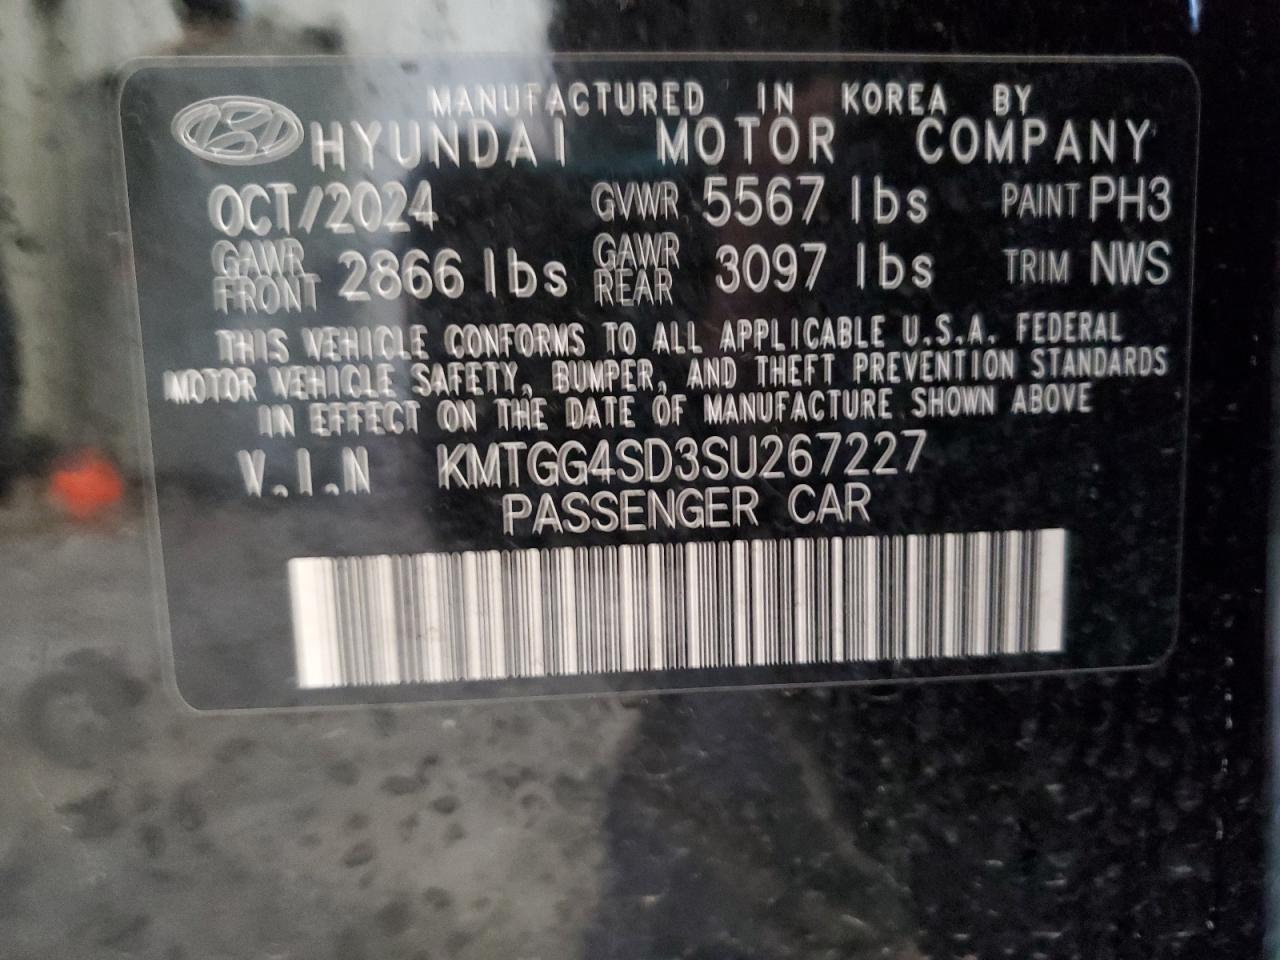 MANUFACTURED IN KOREA BY
HYUNDAI MOTOR COMPANY
OCT/2024 GVWR 5567 lbs PAINT PH3
GAWR FRONT 2866 lbs GAWR REAR 3097 lbs TRIM NWS
THIS VEHICLE CONFORMS TO ALL APPLICABLE U.S.A. FEDERAL
MOTOR VEHICLE SAFETY, BUMPER, AND THEFT PREVENTION STANDARDS
IN EFFECT ON THE DATE OF MANUFACTURE SHOWN ABOVE
V.I.N KMTGG4SD3SU267227
PASSENGER CAR